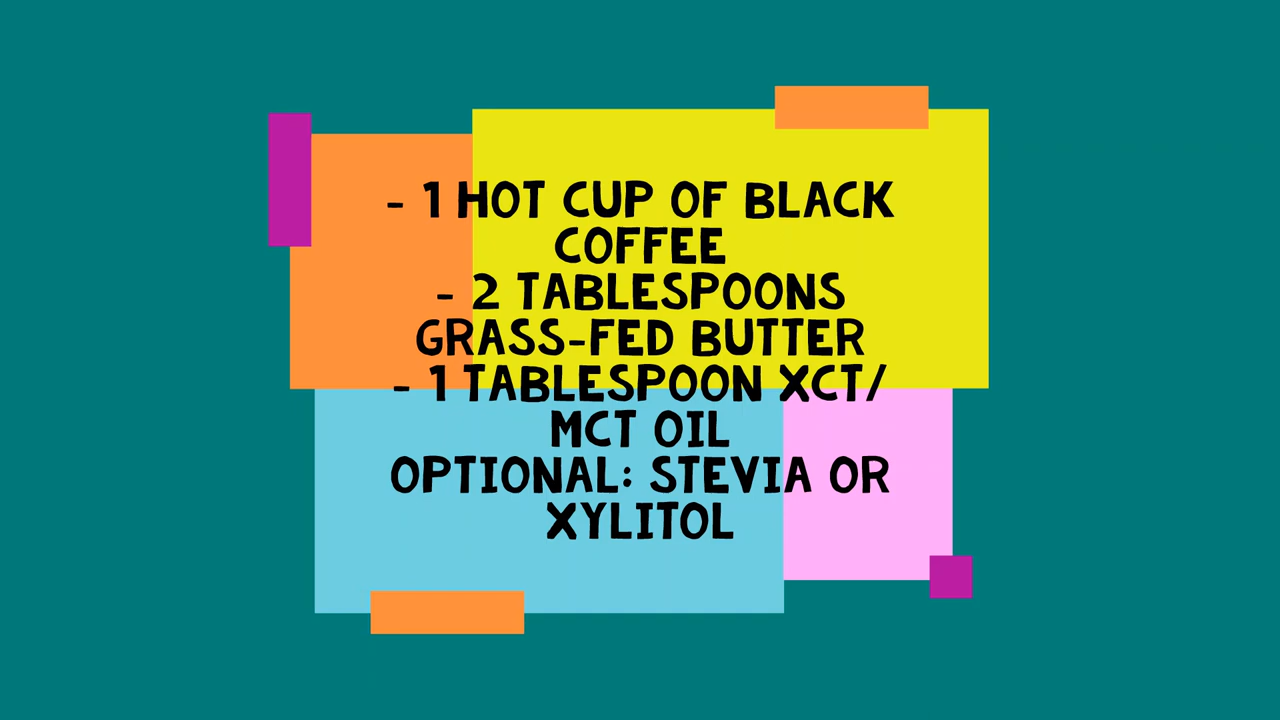 - 1 HOT CUP OF BLACK
COFFEE
- 2 TABLESPOONS
GRASS-FED BUTTER
- 1 TABLESPOON XCT/
MCT OIL
OPTIONAL: STEVIA OR
XYLITOL